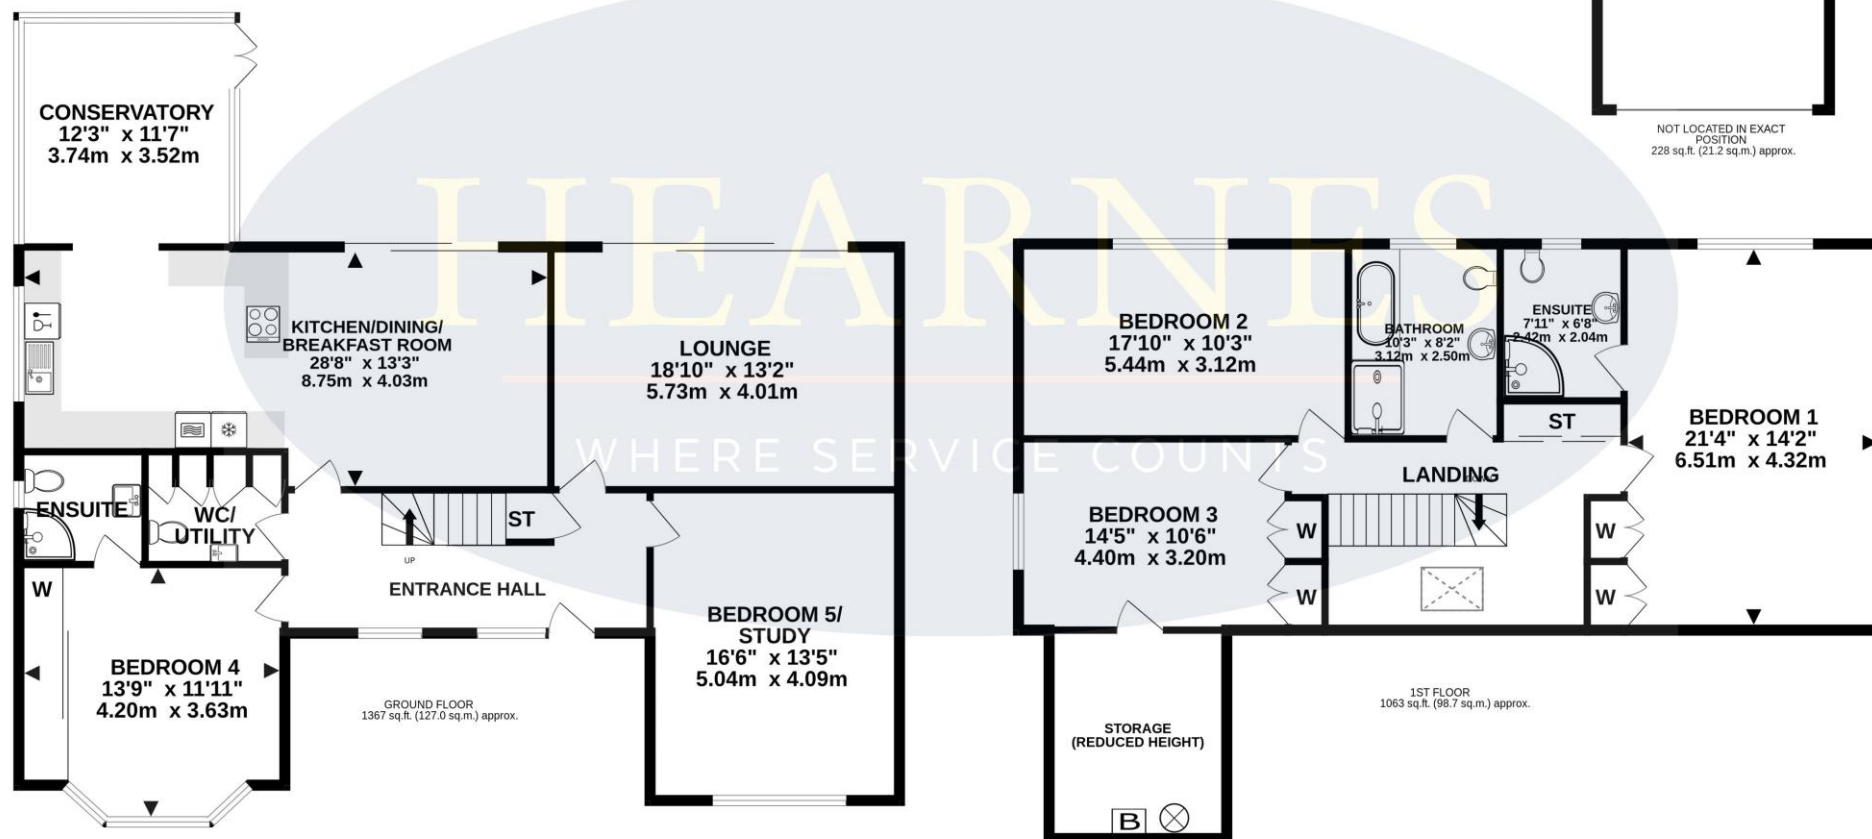 CONSERVATORY
12'3" x 11'7"
3.74m x 3.52m
NOT LOCATED IN EXACT
POSITION
228 sq.ft. (21.2 sq.m.) approx.
HEARNES
WHERE SERVICE COUNTS
KITCHEN/DINING/
BREAKFAST ROOM
28'8" x 13'3"
8.75m x 4.03m
LOUNGE
18'10" x 13'2"
5.73m x 4.01m
ENSUITE
WC/
UTILITY
ST
UP
ENTRANCE HALL
W
BEDROOM 4
13'9" x 11'11"
4.20m x 3.63m
BEDROOM 5/
STUDY
16'6" x 13'5"
5.04m x 4.09m
GROUND FLOOR
1367 sq.ft. (127.0 sq.m.) approx.
BEDROOM 2
17'10" x 10'3"
5.44m x 3.12m
BATHROOM
10'3" x 8'2"
3.12m x 2.50m
ENSUITE
7'11" x 6'8"
2.42m x 2.04m
ST
BEDROOM 1
21'4" x 14'2"
6.51m x 4.32m
LANDING
BEDROOM 3
14'5" x 10'6"
4.40m x 3.20m
W
W
W
W
1ST FLOOR
1063 sq.ft. (98.7 sq.m.) approx.
STORAGE
(REDUCED HEIGHT)
B